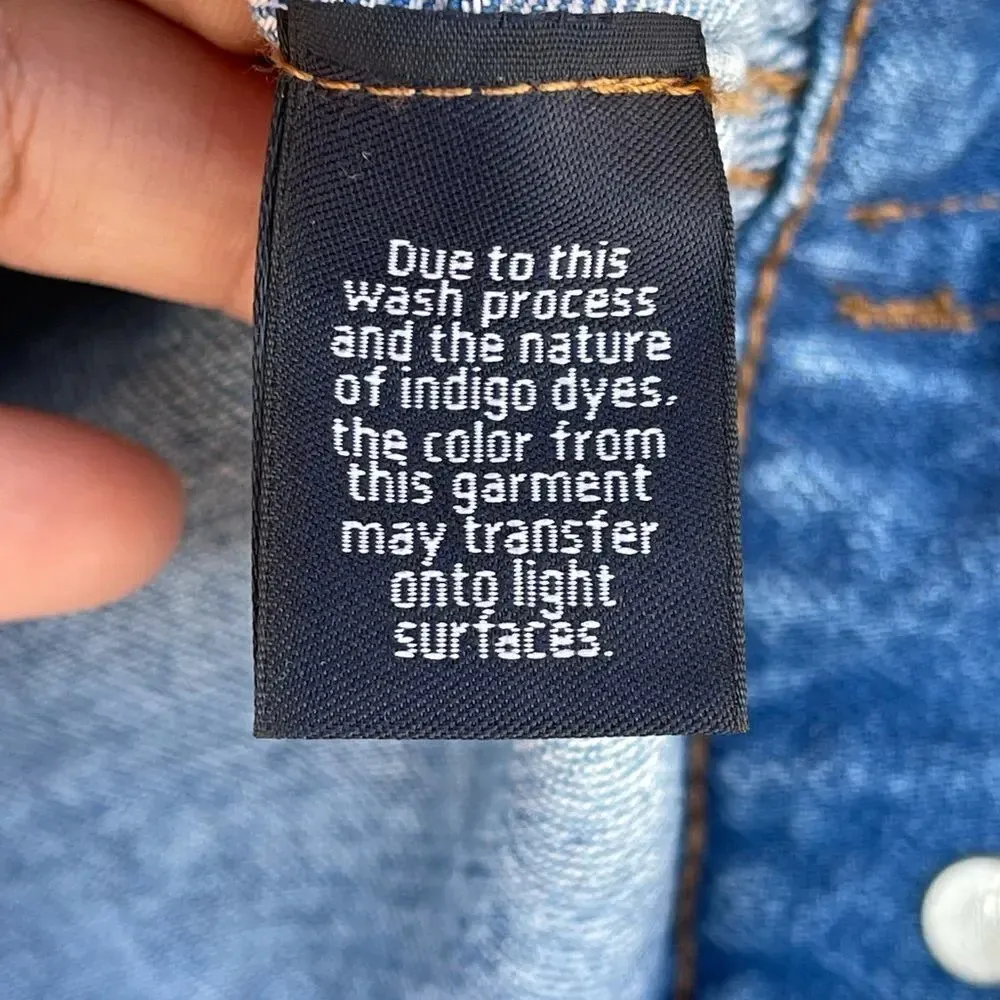 Due to this
wash process
and the nature
of indigo dyes,
the color from
this garment
may transfer
onto light
surfaces.